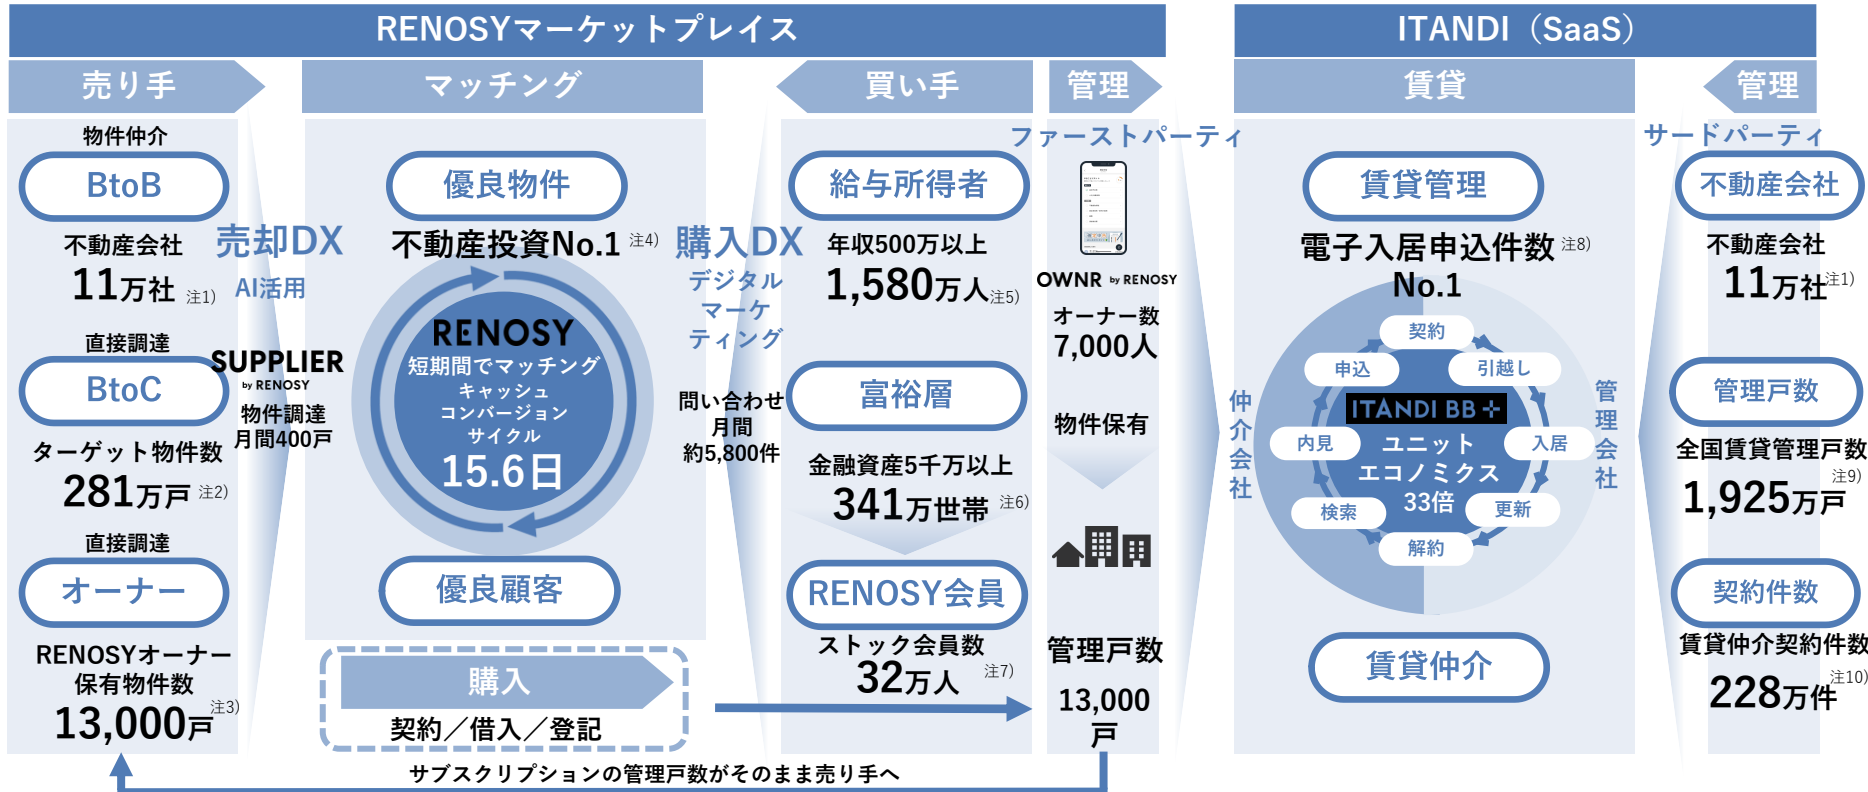 RENOSYマーケットプレイス
売り手
物件仲介
BtoB
不動産会社
11万社 注1)
直接調達
BtoC
ターゲット物件数
281万戸 注2)
直接調達
オーナー
RENOSYオーナー
保有物件数
13,000戸 注3)
売却DX
AI活用
SUPPLIER
by RENOSY
物件調達
月間400戸
マッチング
優良物件
不動産投資No.1 注4)
RENOSY
短期間でマッチング
キャッシュ
コンバージョン
サイクル
15.6日
優良顧客
購入
契約／借入／登記
購入DX
デジタル
マーケ
ティング
問い合わせ
月間
約5,800件
買い手
給与所得者
年収500万以上
1,580万人注5)
富裕層
金融資産5千万以上
341万世帯 注6)
RENOSY会員
ストック会員数
32万人 注7)
管理
ファーストパーティ
OWNR by RENOSY
オーナー数
7,000人
物件保有
管理戸数
13,000
戸
サブスクリプションの管理戸数がそのまま売り手へ
ITANDI（SaaS）
賃貸
賃貸管理
電子入居申込件数 注8)
No.1
仲介会社
契約
申込
引越し
ITANDI BB
内見
ユニット
エコノミクス
33倍
入居
検索
更新
解約
管理会社
賃貸仲介
管理
サードパーティ
不動産会社
不動産会社
11万社注1)
管理戸数
全国賃貸管理戸数
注9)
1,925万戸
契約件数
賃貸仲介契約件数
注10)
228万件